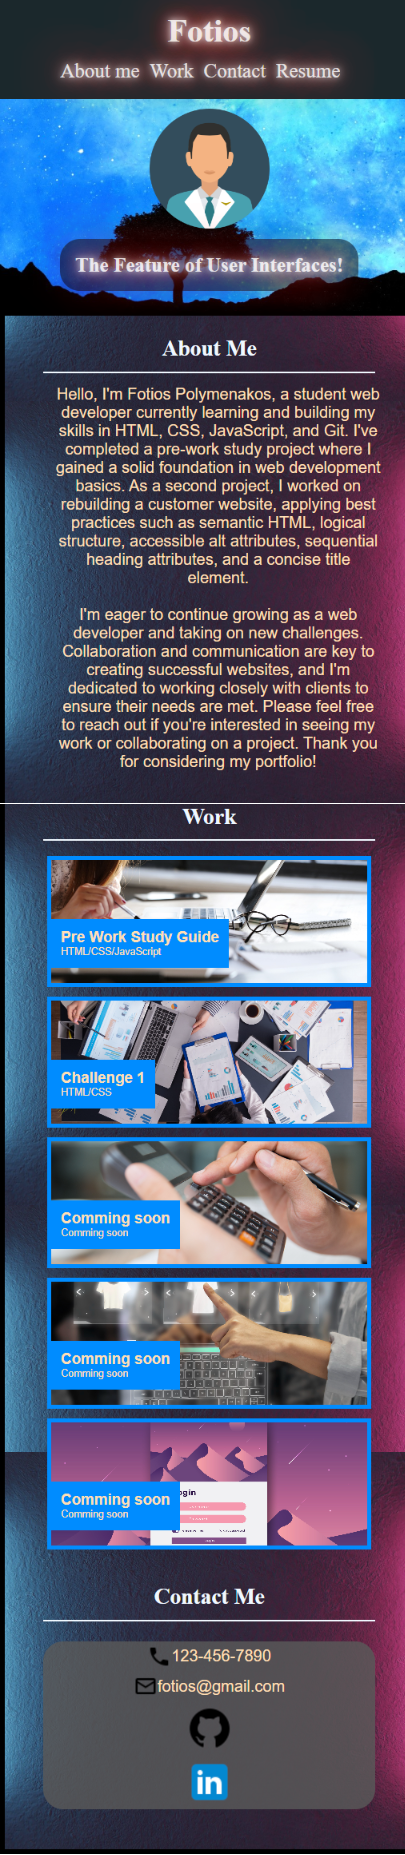 Fotios
About me Work Contact Resume
The Feature of User Interfaces!
About Me
Hello, I'm Fotios Polymenakos, a student web
developer currently learning and building my
skills in HTML, CSS, JavaScript, and Git. I've
completed a pre-work study project where I
gained a solid foundation in web development
basics. As a second project, I worked on
rebuilding a customer website, applying best
practices such as semantic HTML, logical
structure, accessible alt attributes, sequential
heading attributes, and a concise title
element.
I'm eager to continue growing as a web
developer and taking on new challenges.
Collaboration and communication are key to
creating successful websites, and I'm
dedicated to working closely with clients to
ensure their needs are met. Please feel free
to reach out if you're interested in seeing my
work or collaborating on a project. Thank you
for considering my portfolio!
Work
Pre Work Study Guide
HTML/CSS/JavaScript
Challenge 1
HTML/CSS
Comming soon
Comming soon
Comming soon
Comming soon
Comming soon
Comming soon
Contact Me
123-456-7890
fotios@gmail.com
in